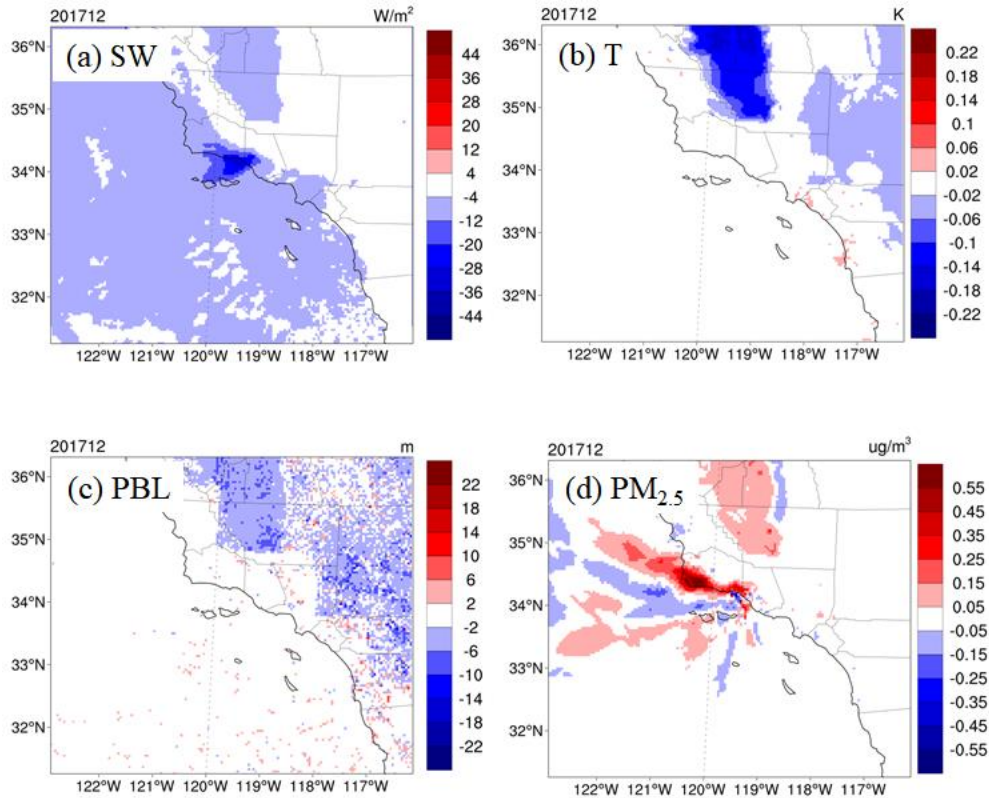 201712 W/m²
(a) SW
36°N
35°N
34°N
33°N
32°N
122°W 121°W 120°W 119°W 118°W 117°W
44
36
28
20
12
4
-4
-12
-20
-28
-36
-44
201712 K
(b) T
36°N
35°N
34°N
33°N
32°N
122°W 121°W 120°W 119°W 118°W 117°W
0.22
0.18
0.14
0.1
0.06
0.02
-0.02
-0.06
-0.1
-0.14
-0.18
-0.22
201712 m
(c) PBL
36°N
35°N
34°N
33°N
32°N
122°W 121°W 120°W 119°W 118°W 117°W
22
18
14
10
6
2
-2
-6
-10
-14
-18
-22
201712 ug/m³
(d) PM₂.₅
36°N
35°N
34°N
33°N
32°N
122°W 121°W 120°W 119°W 118°W 117°W
0.55
0.45
0.35
0.25
0.15
0.05
-0.05
-0.15
-0.25
-0.35
-0.45
-0.55